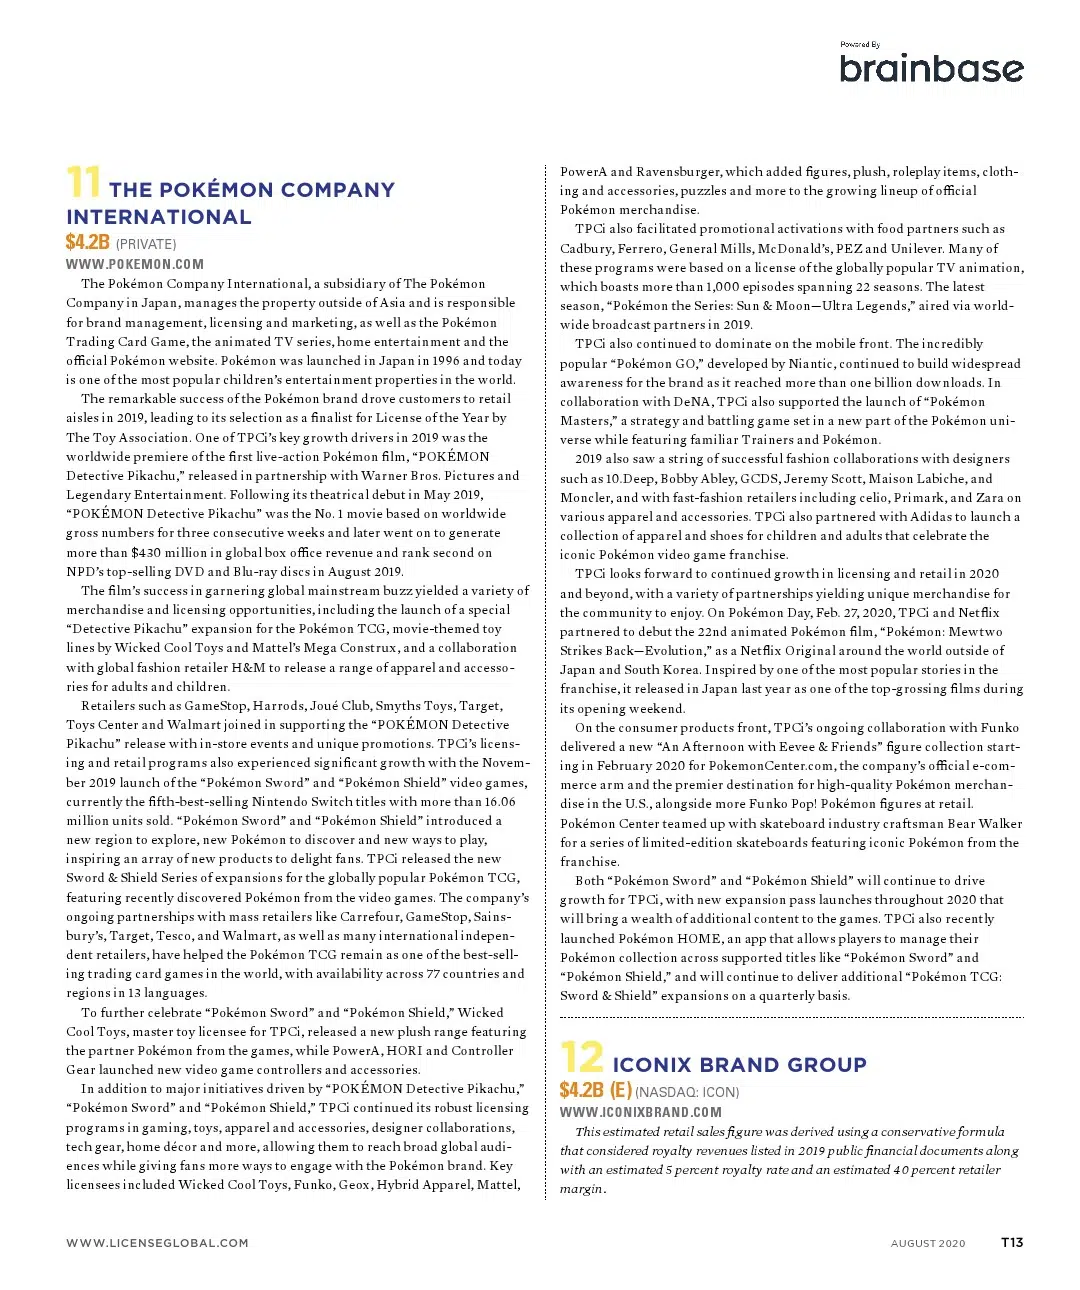 Powered By
brainbase
11 THE POKÉMON COMPANY
INTERNATIONAL
$4.2B (PRIVATE)
WWW.POKEMON.COM
The Pokémon Company International, a subsidiary of The Pokémon
Company in Japan, manages the property outside of Asia and is responsible
for brand management, licensing and marketing, as well as the Pokémon
Trading Card Game, the animated TV series, home entertainment and the
official Pokémon website. Pokémon was launched in Japan in 1996 and today
is one of the most popular children's entertainment properties in the world.
The remarkable success of the Pokémon brand drove customers to retail
aisles in 2019, leading to its selection as a finalist for License of the Year by
The Toy Association. One of TPCi's key growth drivers in 2019 was the
worldwide premiere of the first live-action Pokémon film, “POKÉMON
Detective Pikachu,” released in partnership with Warner Bros. Pictures and
Legendary Entertainment. Following its theatrical debut in May 2019,
“POKÉMON Detective Pikachu” was the No. 1 movie based on worldwide
gross numbers for three consecutive weeks and later went on to generate
more than $430 million in global box office revenue and rank second on
NPD's top-selling DVD and Blu-ray discs in August 2019.
The film's success in garnering global mainstream buzz yielded a variety of
merchandise and licensing opportunities, including the launch of a special
“Detective Pikachu” expansion for the Pokémon TCG, movie-themed toy
lines by Wicked Cool Toys and Mattel's Mega Construx, and a collaboration
with global fashion retailer H&M to release a range of apparel and accesso-
ries for adults and children.
Retailers such as GameStop, Harrods, Joué Club, Smyths Toys, Target,
Toys Center and Walmart joined in supporting the “POKÉMON Detective
Pikachu” release with in-store events and unique promotions. TPCi's licens-
ing and retail programs also experienced significant growth with the Novem-
ber 2019 launch of the “Pokémon Sword” and “Pokémon Shield” video games,
currently the fifth-best-selling Nintendo Switch titles with more than 16.06
million units sold. “Pokémon Sword” and “Pokémon Shield” introduced a
new region to explore, new Pokémon to discover and new ways to play,
inspiring an array of new products to delight fans. TPCi released the new
Sword & Shield Series of expansions for the globally popular Pokémon TCG,
featuring recently discovered Pokémon from the video games. The company's
ongoing partnerships with mass retailers like Carrefour, GameStop, Sains-
bury's, Target, Tesco, and Walmart, as well as many international indepen-
dent retailers, have helped the Pokémon TCG remain as one of the best-sell-
ing trading card games in the world, with availability across 77 countries and
regions in 13 languages.
To further celebrate “Pokémon Sword” and “Pokémon Shield,” Wicked
Cool Toys, master toy licensee for TPCi, released a new plush range featuring
the partner Pokémon from the games, while PowerA, HORI and Controller
Gear launched new video game controllers and accessories.
In addition to major initiatives driven by “POKÉMON Detective Pikachu,”
“Pokémon Sword” and “Pokémon Shield,” TPCi continued its robust licensing
programs in gaming, toys, apparel and accessories, designer collaborations,
tech gear, home décor and more, allowing them to reach broad global audi-
ences while giving fans more ways to engage with the Pokémon brand. Key
licensees included Wicked Cool Toys, Funko, Geox, Hybrid Apparel, Mattel,
PowerA and Ravensburger, which added figures, plush, roleplay items, cloth-
ing and accessories, puzzles and more to the growing lineup of official
Pokémon merchandise.
TPCi also facilitated promotional activations with food partners such as
Cadbury, Ferrero, General Mills, McDonald's, PEZ and Unilever. Many of
these programs were based on a license of the globally popular TV animation,
which boasts more than 1,000 episodes spanning 22 seasons. The latest
season, “Pokémon the Series: Sun & Moon—Ultra Legends,” aired via world-
wide broadcast partners in 2019.
TPCi also continued to dominate on the mobile front. The incredibly
popular “Pokémon GO,” developed by Niantic, continued to build widespread
awareness for the brand as it reached more than one billion downloads. In
collaboration with DeNA, TPCi also supported the launch of “Pokémon
Masters,” a strategy and battling game set in a new part of the Pokémon uni-
verse while featuring familiar Trainers and Pokémon.
2019 also saw a string of successful fashion collaborations with designers
such as 10.Deep, Bobby Abley, GCDS, Jeremy Scott, Maison Labiche, and
Moncler, and with fast-fashion retailers including celio, Primark, and Zara on
various apparel and accessories. TPCi also partnered with Adidas to launch a
collection of apparel and shoes for children and adults that celebrate the
iconic Pokémon video game franchise.
TPCi looks forward to continued growth in licensing and retail in 2020
and beyond, with a variety of partnerships yielding unique merchandise for
the community to enjoy. On Pokémon Day, Feb. 27, 2020, TPCi and Netflix
partnered to debut the 22nd animated Pokémon film, “Pokémon: Mewtwo
Strikes Back—Evolution,” as a Netflix Original around the world outside of
Japan and South Korea. Inspired by one of the most popular stories in the
franchise, it released in Japan last year as one of the top-grossing films during
its opening weekend.
On the consumer products front, TPCi's ongoing collaboration with Funko
delivered a new “An Afternoon with Eevee & Friends” figure collection start-
ing in February 2020 for PokemonCenter.com, the company's official e-com-
merce arm and the premier destination for high-quality Pokémon merchan-
dise in the U.S., alongside more Funko Pop! Pokémon figures at retail.
Pokémon Center teamed up with skateboard industry craftsman Bear Walker
for a series of limited-edition skateboards featuring iconic Pokémon from the
franchise.
Both “Pokémon Sword” and “Pokémon Shield” will continue to drive
growth for TPCi, with new expansion pass launches throughout 2020 that
will bring a wealth of additional content to the games. TPCi also recently
launched Pokémon HOME, an app that allows players to manage their
Pokémon collection across supported titles like “Pokémon Sword” and
“Pokémon Shield,” and will continue to deliver additional “Pokémon TCG:
Sword & Shield” expansions on a quarterly basis.
12 ICONIX BRAND GROUP
$4.2B (E) (NASDAQ: ICON)
WWW.ICONIXBRAND.COM
This estimated retail sales figure was derived using a conservative formula
that considered royalty revenues listed in 2019 public financial documents along
with an estimated 5 percent royalty rate and an estimated 40 percent retailer
margin.
WWW.LICENSEGLOBAL.COM
AUGUST 2020 T13